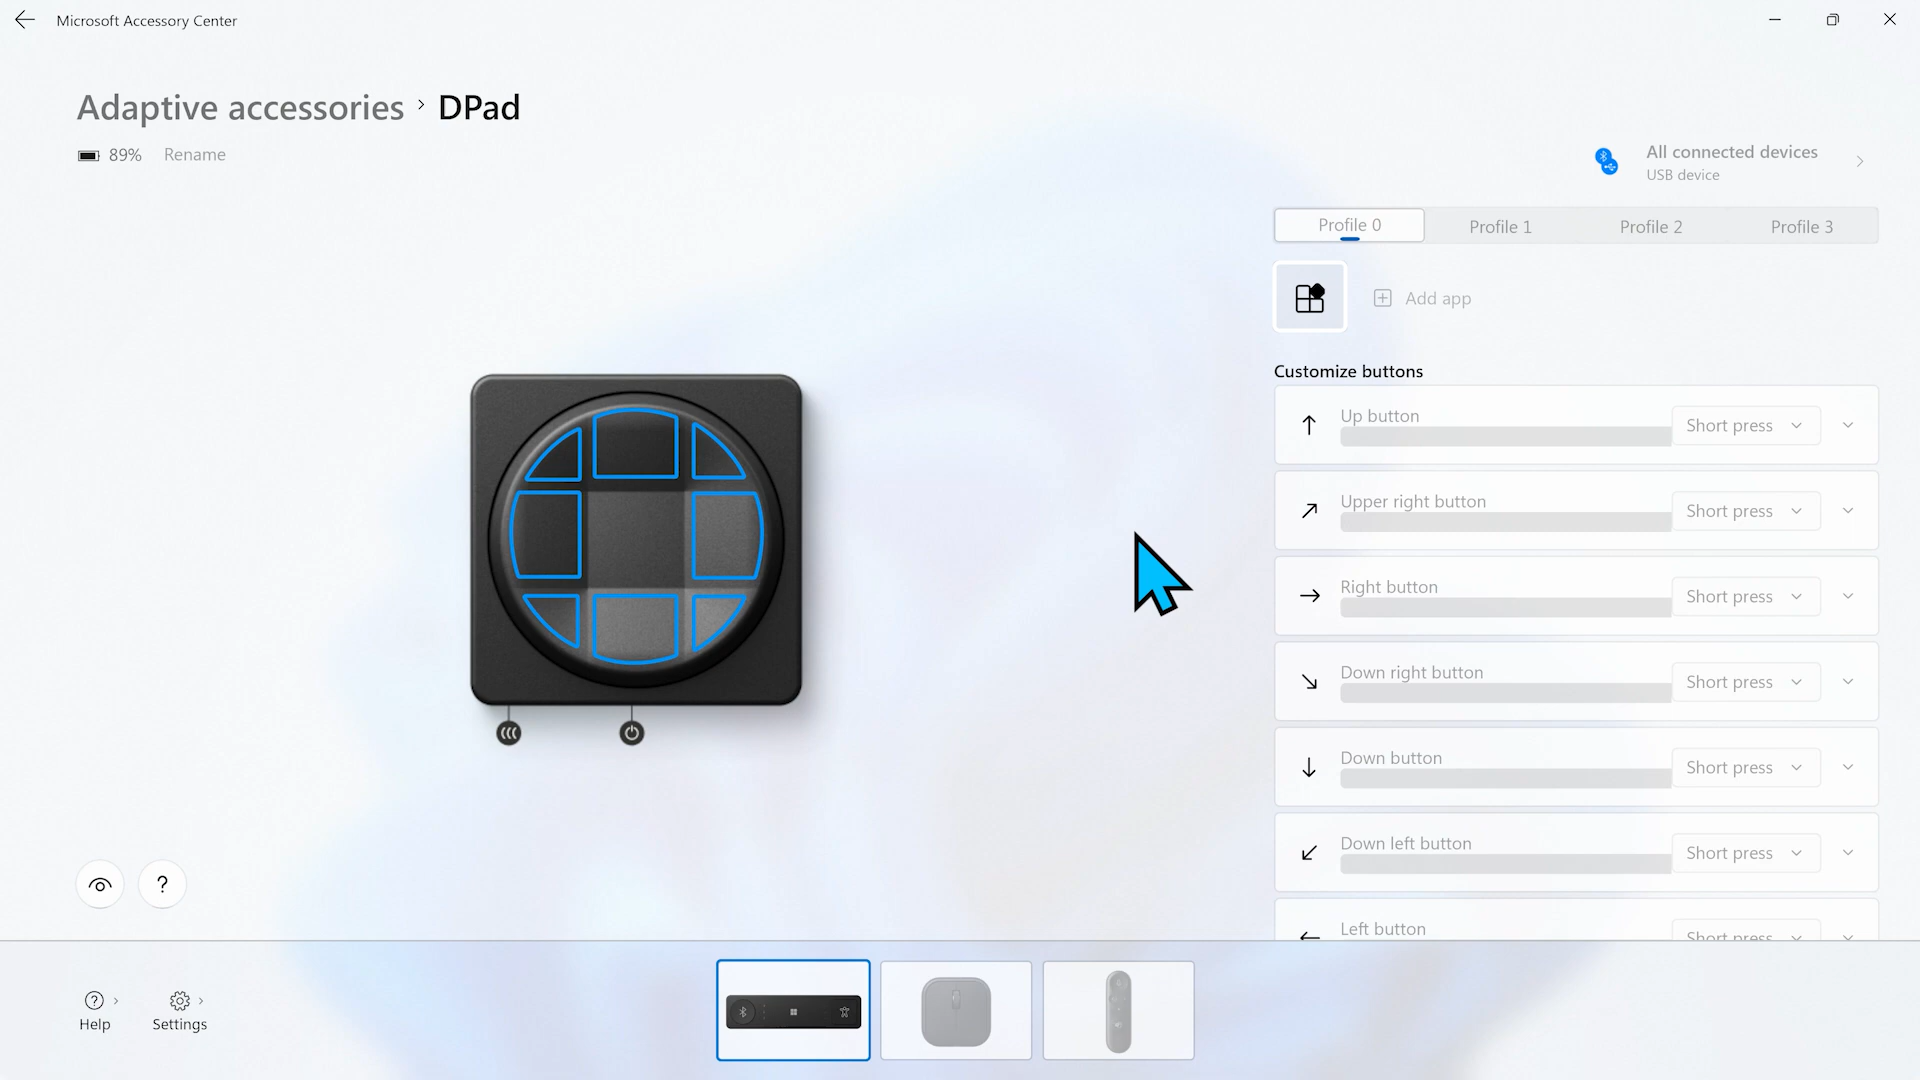 Microsoft Accessory Center
Adaptive accessories > DPad
89% Rename
All connected devices
USB device
Profile 0 Profile 1 Profile 2 Profile 3
Add app
Customize buttons
Up button
Short press
Upper right button
Short press
Right button
Short press
Down right button
Short press
Down button
Short press
Down left button
Short press
Left button
Short press
?
Help
Settings